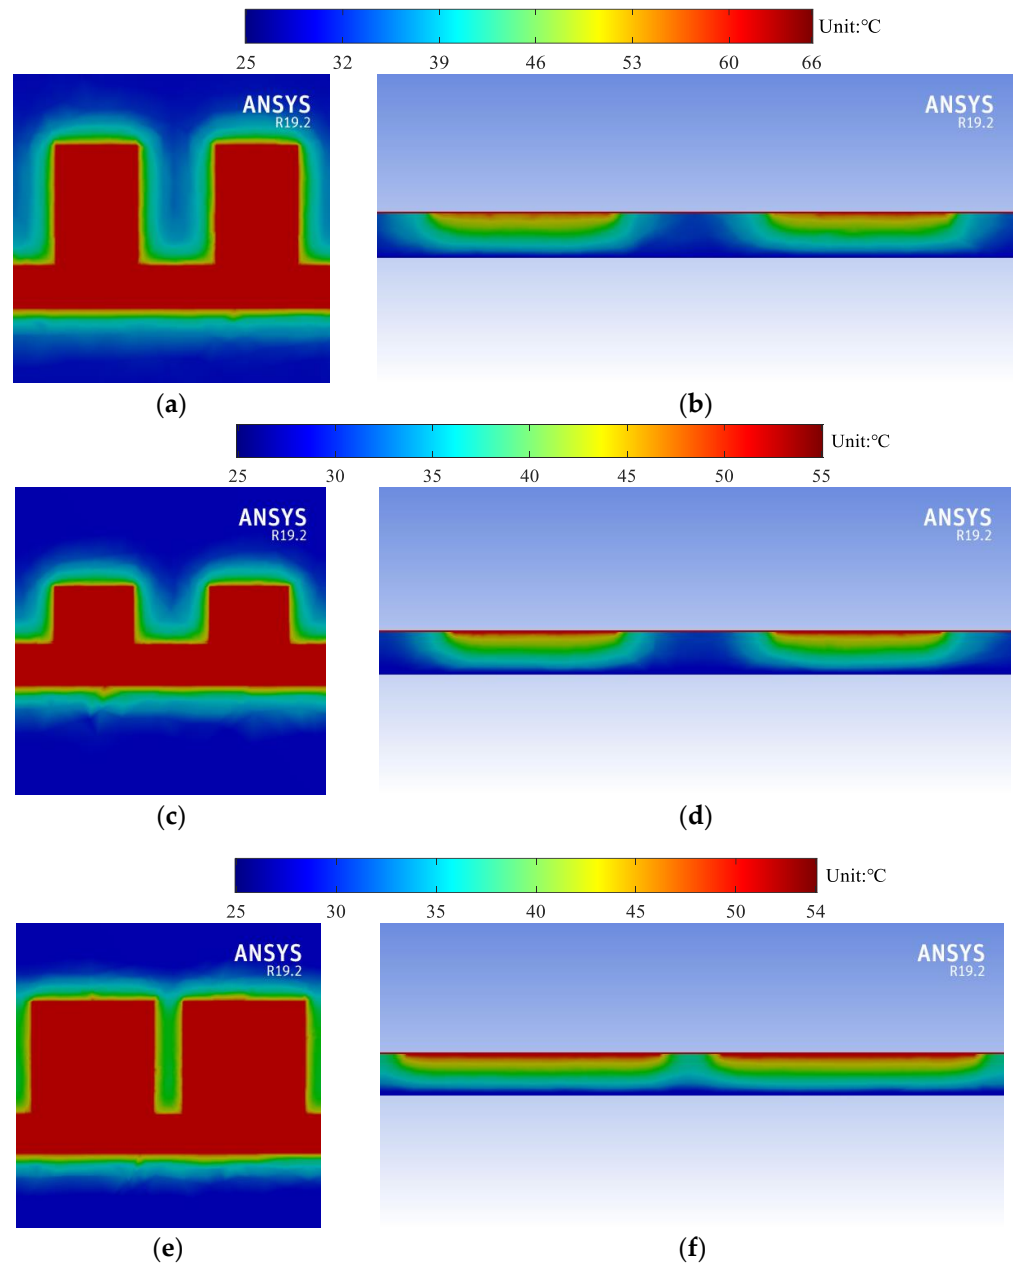 Unit:℃
25 32 39 46 53 60 66
ANSYS
R19.2
ANSYS
R19.2
(a) (b)
Unit:℃
25 30 35 40 45 50 55
ANSYS
R19.2
ANSYS
R19.2
(c) (d)
Unit:℃
25 30 35 40 45 50 54
ANSYS
R19.2
ANSYS
R19.2
(e) (f)